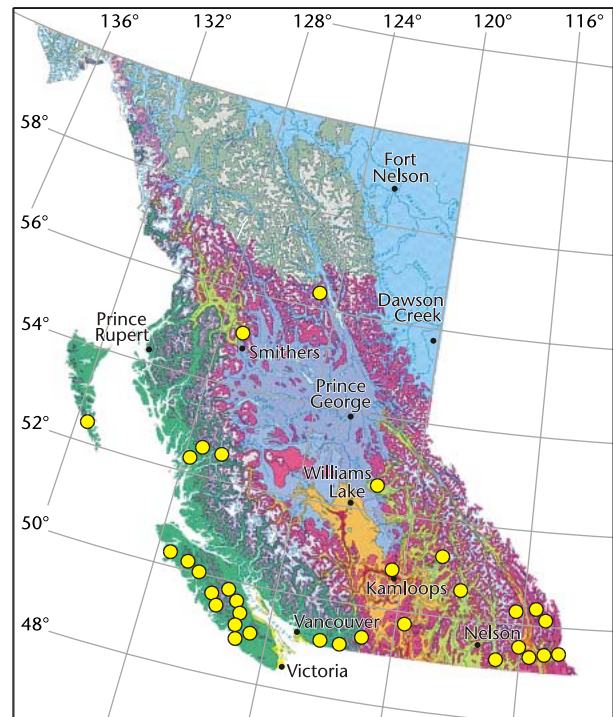 136°
132°
128°
124°
120°
116°
58°
56°
54°
52°
50°
48°
Fort
Nelson
Dawson
Creek
Prince
Rupert
Smithers
Prince
George
Williams
Lake
Kamloops
Vancouver
Nelson
Victoria